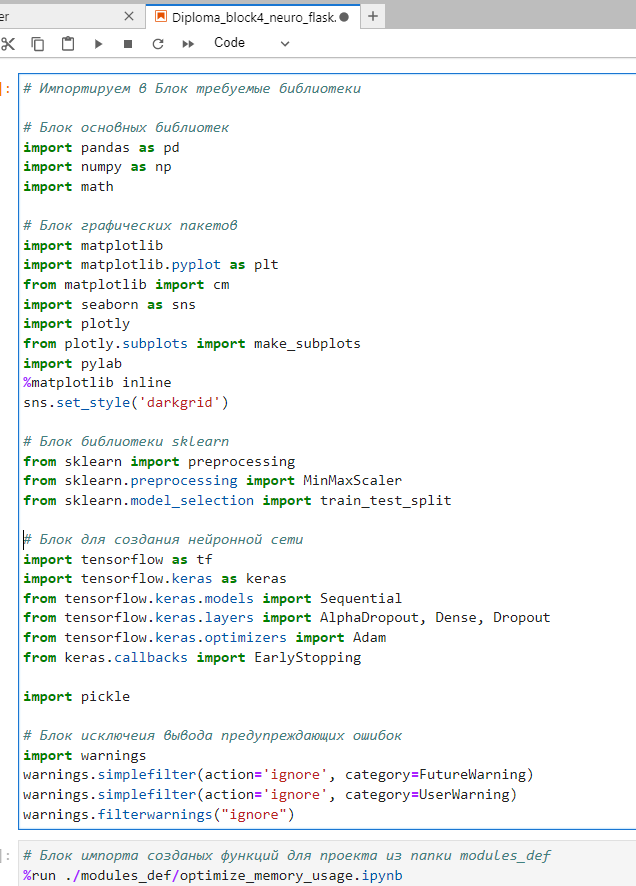 er
Diploma_block4_neuro_flask.
Code
# Импортируем в Блок требуемые библиотеки
# Блок основных библиотек
import pandas as pd
import numpy as np
import math
# Блок графических пакетов
import matplotlib
import matplotlib.pyplot as plt
from matplotlib import cm
import seaborn as sns
import plotly
from plotly.subplots import make_subplots
import pylab
%matplotlib inline
sns.set_style('darkgrid')
# Блок библиотеки sklearn
from sklearn import preprocessing
from sklearn.preprocessing import MinMaxScaler
from sklearn.model_selection import train_test_split
# Блок для создания нейронной сети
import tensorflow as tf
import tensorflow.keras as keras
from tensorflow.keras.models import Sequential
from tensorflow.keras.layers import AlphaDropout, Dense, Dropout
from tensorflow.keras.optimizers import Adam
from keras.callbacks import EarlyStopping
import pickle
# Блок исключеия вывода предупреждающих ошибок
import warnings
warnings.simplefilter(action='ignore', category=FutureWarning)
warnings.simplefilter(action='ignore', category=UserWarning)
warnings.filterwarnings("ignore")
# Блок импорта созданых функций для проекта из папки modules_def
%run ./modules_def/optimize_memory_usage.ipynb